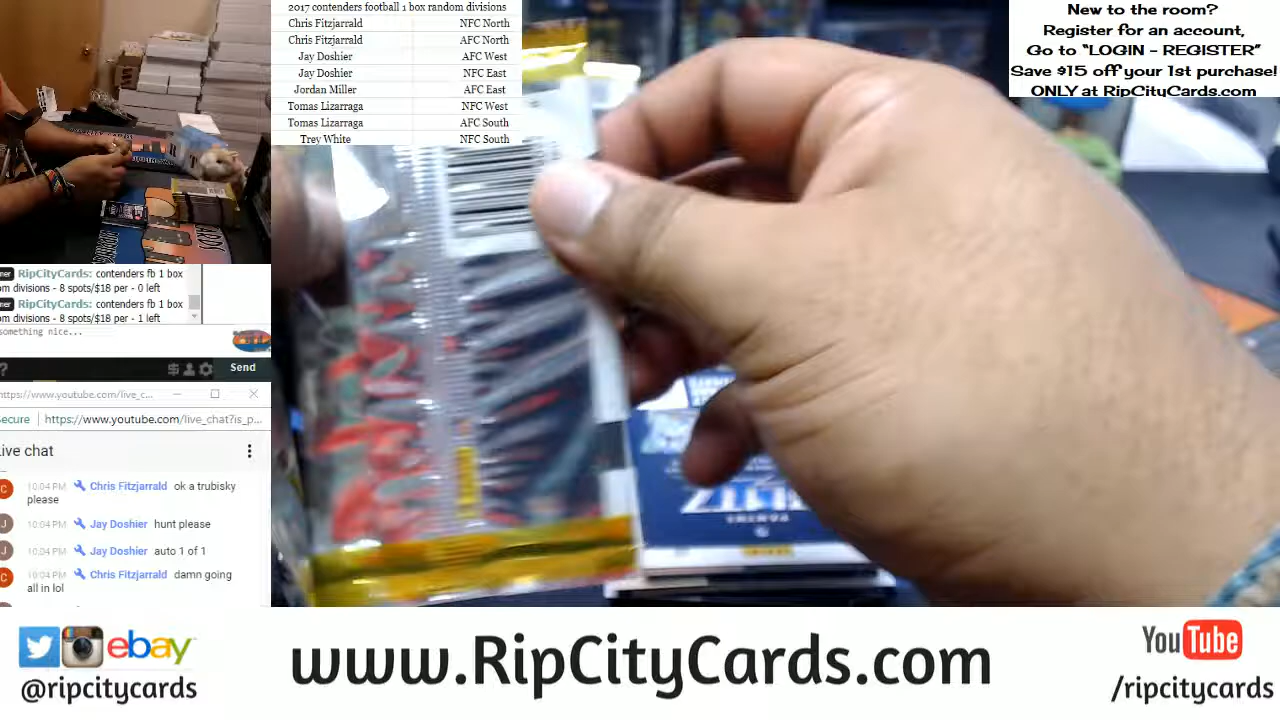 2017 contenders football 1 box random divisions
Chris Fitzjarrald NFC North
Chris Fitzjarrald AFC North
Jay Doshier AFC West
Jay Doshier NFC East
Jordan Miller AFC East
Tomas Lizarraga NFC West
Tomas Lizarraga AFC South
Trey White NFC South
New to the room?
Register for an account,
Go to “LOGIN - REGISTER”
Save $15 off your 1st purchase!
ONLY at RipCityCards.com
RipCityCards: contenders fb 1 box
om divisions - 8 spots/$18 per - 0 left
RipCityCards: contenders fb 1 box
om divisions - 8 spots/$18 per - 1 left
something nice...
Send
https://www.youtube.com/live_c...
ecure https://www.youtube.com/live_chat?is_p...
Live chat
10:04 PM Chris Fitzjarrald ok a trubisky
please
10:04 PM Jay Doshier hunt please
10:04 PM Jay Doshier auto 1 of 1
10:04 PM Chris Fitzjarrald damn going
all in lol
ebay
@ripcitycards
www.RipCityCards.com
YouTube
/ripcitycards